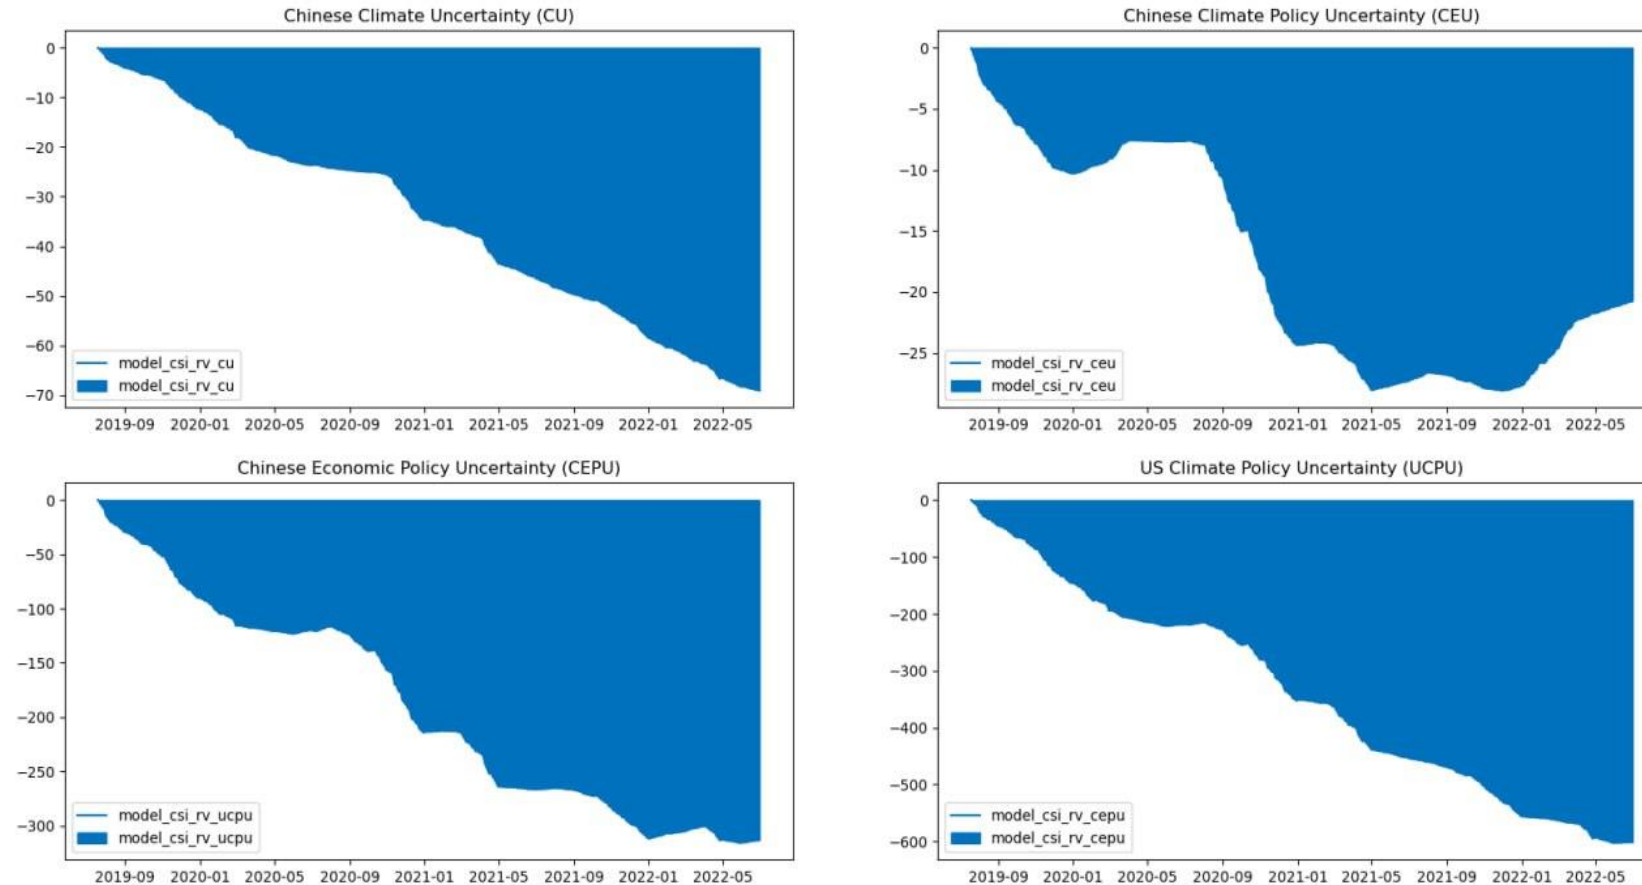 Chinese Climate Uncertainty (CU)
0
−10
−20
−30
−40
−50
−60
−70
model_csi_rv_cu
model_csi_rv_cu
2019-09 2020-01 2020-05 2020-09 2021-01 2021-05 2021-09 2022-01 2022-05
Chinese Climate Policy Uncertainty (CEU)
0
−5
−10
−15
−20
−25
model_csi_rv_ceu
model_csi_rv_ceu
2019-09 2020-01 2020-05 2020-09 2021-01 2021-05 2021-09 2022-01 2022-05
Chinese Economic Policy Uncertainty (CEPU)
0
−50
−100
−150
−200
−250
−300
model_csi_rv_ucpu
model_csi_rv_ucpu
2019-09 2020-01 2020-05 2020-09 2021-01 2021-05 2021-09 2022-01 2022-05
US Climate Policy Uncertainty (UCPU)
0
−100
−200
−300
−400
−500
−600
model_csi_rv_cepu
model_csi_rv_cepu
2019-09 2020-01 2020-05 2020-09 2021-01 2021-05 2021-09 2022-01 2022-05